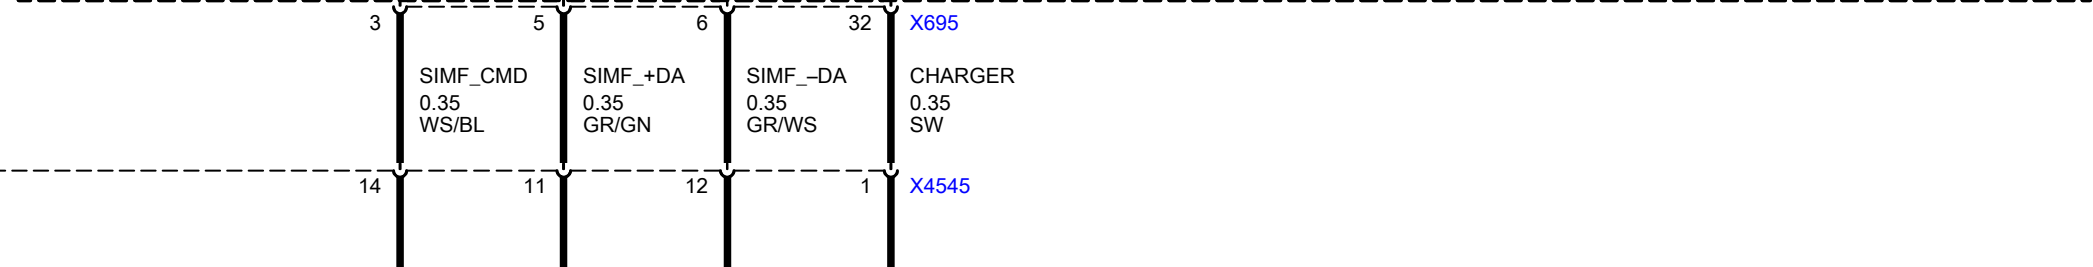 3 5 6 32 X695
SIMF_CMD SIMF_+DA SIMF_–DA CHARGER
0.35 0.35 0.35 0.35
WS/BL GR/GN GR/WS SW
14 11 12 1 X4545